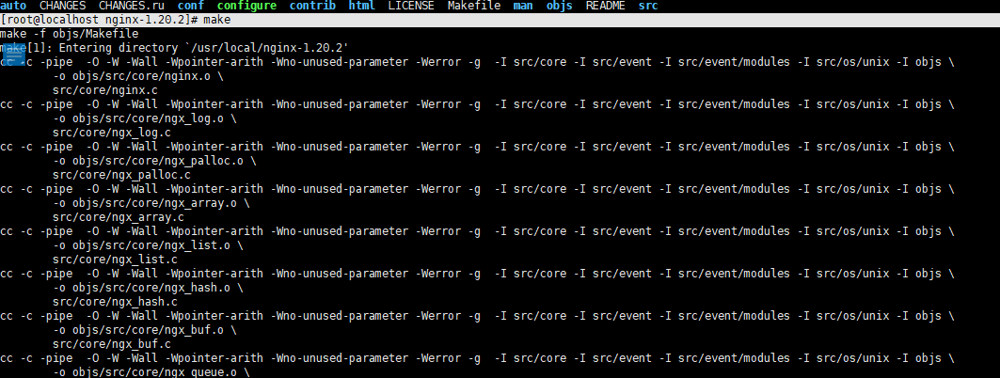 auto CHANGES CHANGES.ru conf configure contrib html LICENSE Makefile man objs README src
[root@localhost nginx-1.20.2]# make
make -f objs/Makefile
make[1]: Entering directory `/usr/local/nginx-1.20.2'
cc -c -pipe -O -W -Wall -Wpointer-arith -Wno-unused-parameter -Werror -g -I src/core -I src/event -I src/event/modules -I src/os/unix -I objs \
-o objs/src/core/nginx.o \
src/core/nginx.c
cc -c -pipe -O -W -Wall -Wpointer-arith -Wno-unused-parameter -Werror -g -I src/core -I src/event -I src/event/modules -I src/os/unix -I objs \
-o objs/src/core/ngx_log.o \
src/core/ngx_log.c
cc -c -pipe -O -W -Wall -Wpointer-arith -Wno-unused-parameter -Werror -g -I src/core -I src/event -I src/event/modules -I src/os/unix -I objs \
-o objs/src/core/ngx_palloc.o \
src/core/ngx_palloc.c
cc -c -pipe -O -W -Wall -Wpointer-arith -Wno-unused-parameter -Werror -g -I src/core -I src/event -I src/event/modules -I src/os/unix -I objs \
-o objs/src/core/ngx_array.o \
src/core/ngx_array.c
cc -c -pipe -O -W -Wall -Wpointer-arith -Wno-unused-parameter -Werror -g -I src/core -I src/event -I src/event/modules -I src/os/unix -I objs \
-o objs/src/core/ngx_list.o \
src/core/ngx_list.c
cc -c -pipe -O -W -Wall -Wpointer-arith -Wno-unused-parameter -Werror -g -I src/core -I src/event -I src/event/modules -I src/os/unix -I objs \
-o objs/src/core/ngx_hash.o \
src/core/ngx_hash.c
cc -c -pipe -O -W -Wall -Wpointer-arith -Wno-unused-parameter -Werror -g -I src/core -I src/event -I src/event/modules -I src/os/unix -I objs \
-o objs/src/core/ngx_buf.o \
src/core/ngx_buf.c
cc -c -pipe -O -W -Wall -Wpointer-arith -Wno-unused-parameter -Werror -g -I src/core -I src/event -I src/event/modules -I src/os/unix -I objs \
-o objs/src/core/ngx_queue.o \